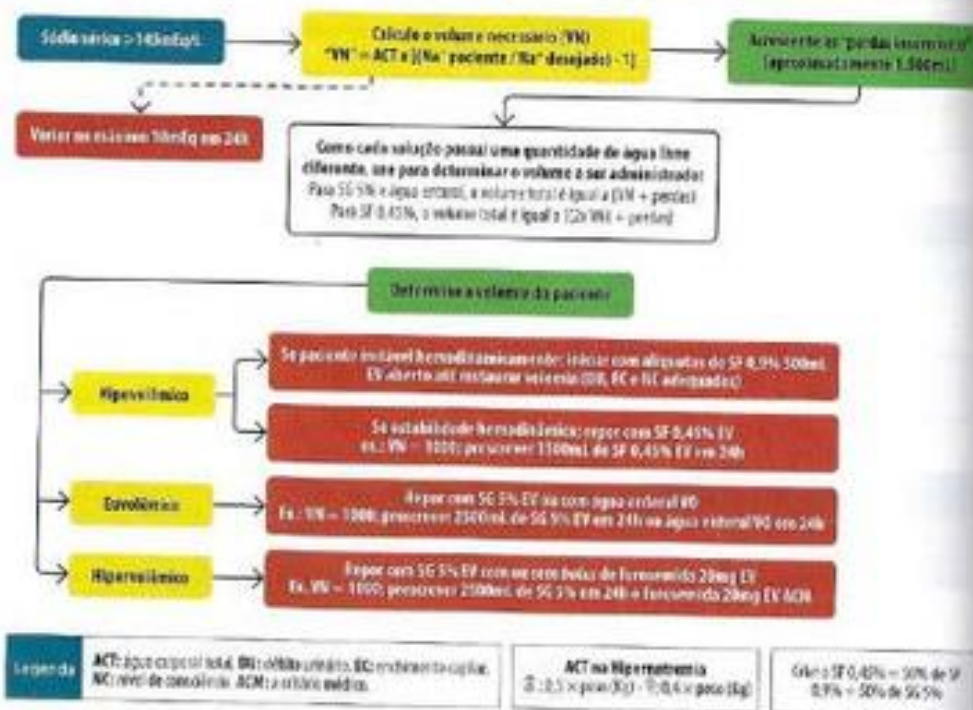 Sódio sérico > 145mEq/L
Calcule o volume necessário (VN)
"VN" = ACT x [(Na⁺ paciente / Na⁺ desejado) - 1]
Acrescente as "perdas insensíveis"
(aproximadamente 1.500mL)
Variar no máximo 10mEq em 24h
Como cada solução possui uma quantidade de água livre
diferente, use para determinar o volume a ser administrado:
Para SG 5% e água enteral, o volume total é igual a (VN + perdas)
Para SF 0,45%, o volume total é igual a (2x VN + perdas)
Determine a volemia do paciente
Hipovolêmico
Se paciente instável hemodinamicamente: iniciar com alíquotas de SF 0,9% 500mL
EV aberto até restaurar volemia (DU, EC e NC adequados)
Se estabilidade hemodinâmica: repor com SF 0,45% EV
ex.: VN = 1000; prescrever de SF 0,45% EV em 24h
Euvolêmico
Repor com SG 5% EV ou com água enteral VO
Ex.: VN = 1000; prescrever 2500mL de SG 5% EV em 24h ou água enteral VO em 24h
Hipervolêmico
Repor com SG 5% EV com ou sem bolus de furosemida 20mg EV
Ex. VN = 1000; prescrever 2500mL de SG 5% em 24h e furosemida 20mg EV ACM
Legenda
ACT: água corporal total. DU: débito urinário. EC: enchimento capilar.
NC: nível de consciência. ACM: a critério médico.
ACT na Hipernatremia
♂: 0,5 × peso (Kg) - ♀: 0,4 × peso (Kg)
SF 0,45% = 50% de SF
0,9% + 50% de SG 5%